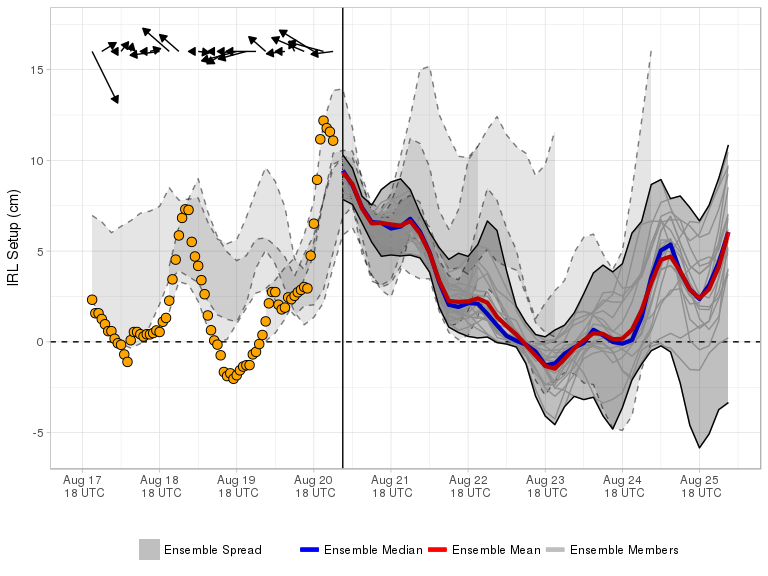 IRL Setup (cm)
15
10
5
0
-5
Aug 17 Aug 18 Aug 19 Aug 20 Aug 21 Aug 22 Aug 23 Aug 24 Aug 25
18 UTC 18 UTC 18 UTC 18 UTC 18 UTC 18 UTC 18 UTC 18 UTC 18 UTC
Ensemble Spread Ensemble Median Ensemble Mean Ensemble Members